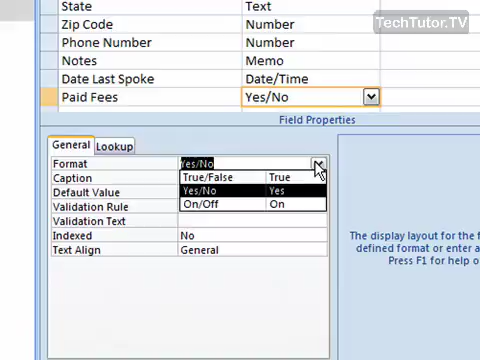 State Text
TechTutor.TV
Zip Code Number
Phone Number Number
Notes Memo
Date Last Spoke Date/Time
Paid Fees Yes/No
Field Properties
General Lookup
Format Yes/No
Caption True/False True
Default Value Yes/No Yes
Validation Rule On/Off On
Validation Text
Indexed No
Text Align General
The display layout for the f
defined format or enter a
Press F1 for help o